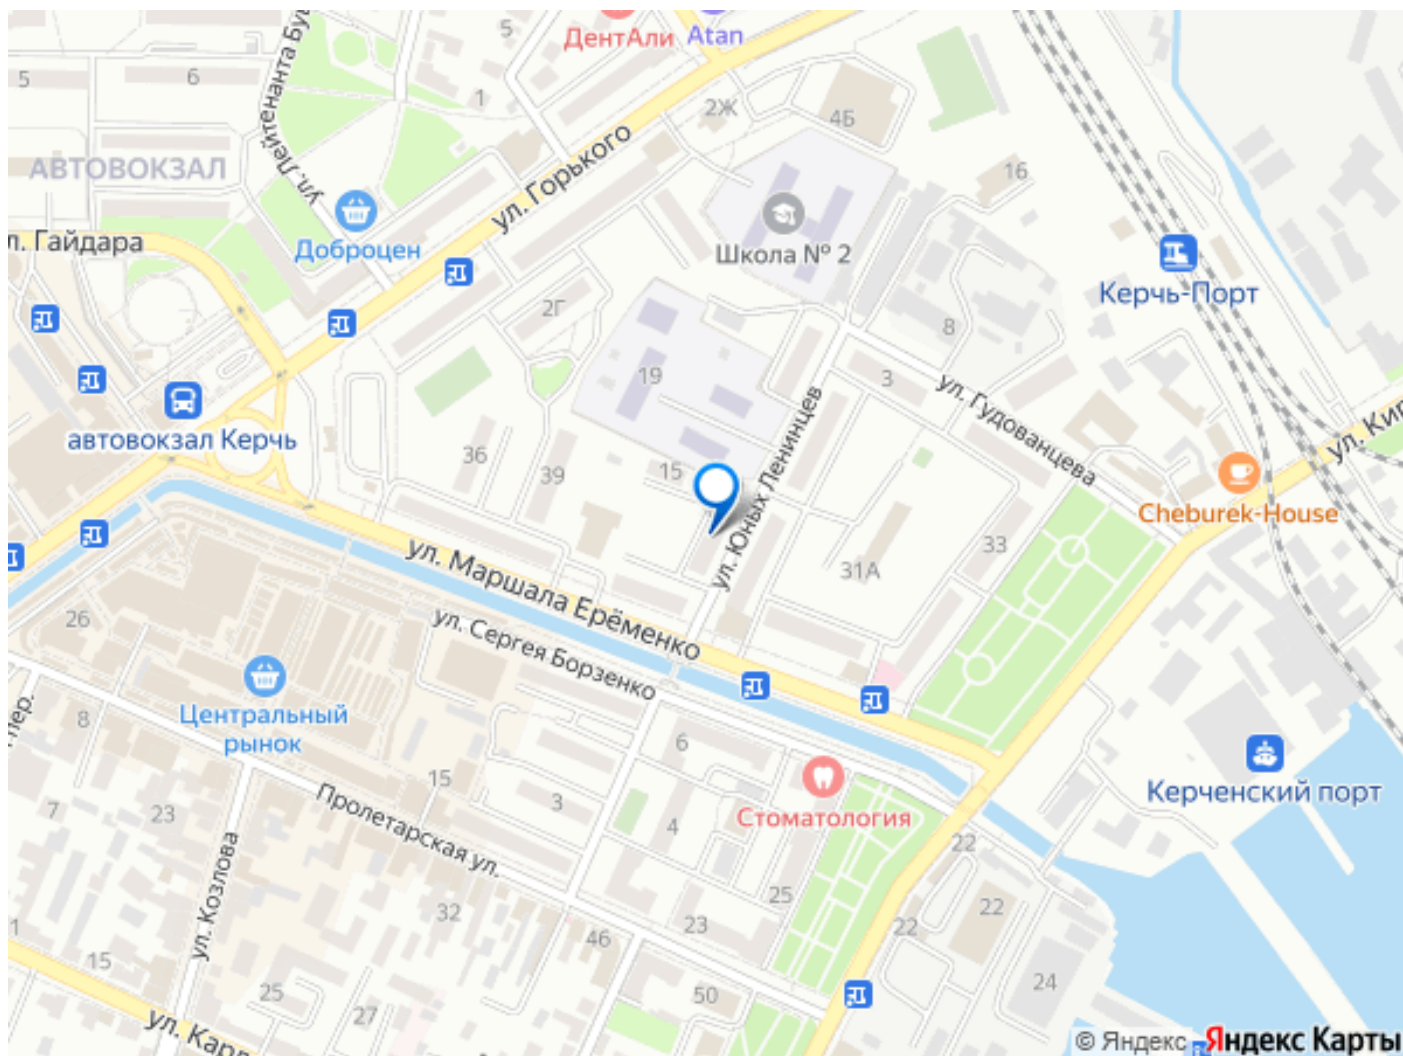 ДентАли
Atan
5
5
6
1
2Ж
4Б
16
АВТОВОКЗАЛ
ул. Горького
Доброцен
Школа № 2
Керчь-Порт
л. Гайдара
2Г
8
19
3
ул. Гудованцева
автовокзал Керчь
36
39
15
ул. Юных Ленинцев
Cheburek-House
33
31А
ул. Маршала Ерёменко
ул. Сергея Борзенко
26
Центральный
рынок
8
6
15
3
4
Стоматология
Керченский порт
7
23
Пролетарская ул.
ул. Козлова
22
25
22
22
32
23
46
15
25
27
50
24
1
© Яндекс
Яндекс Карты